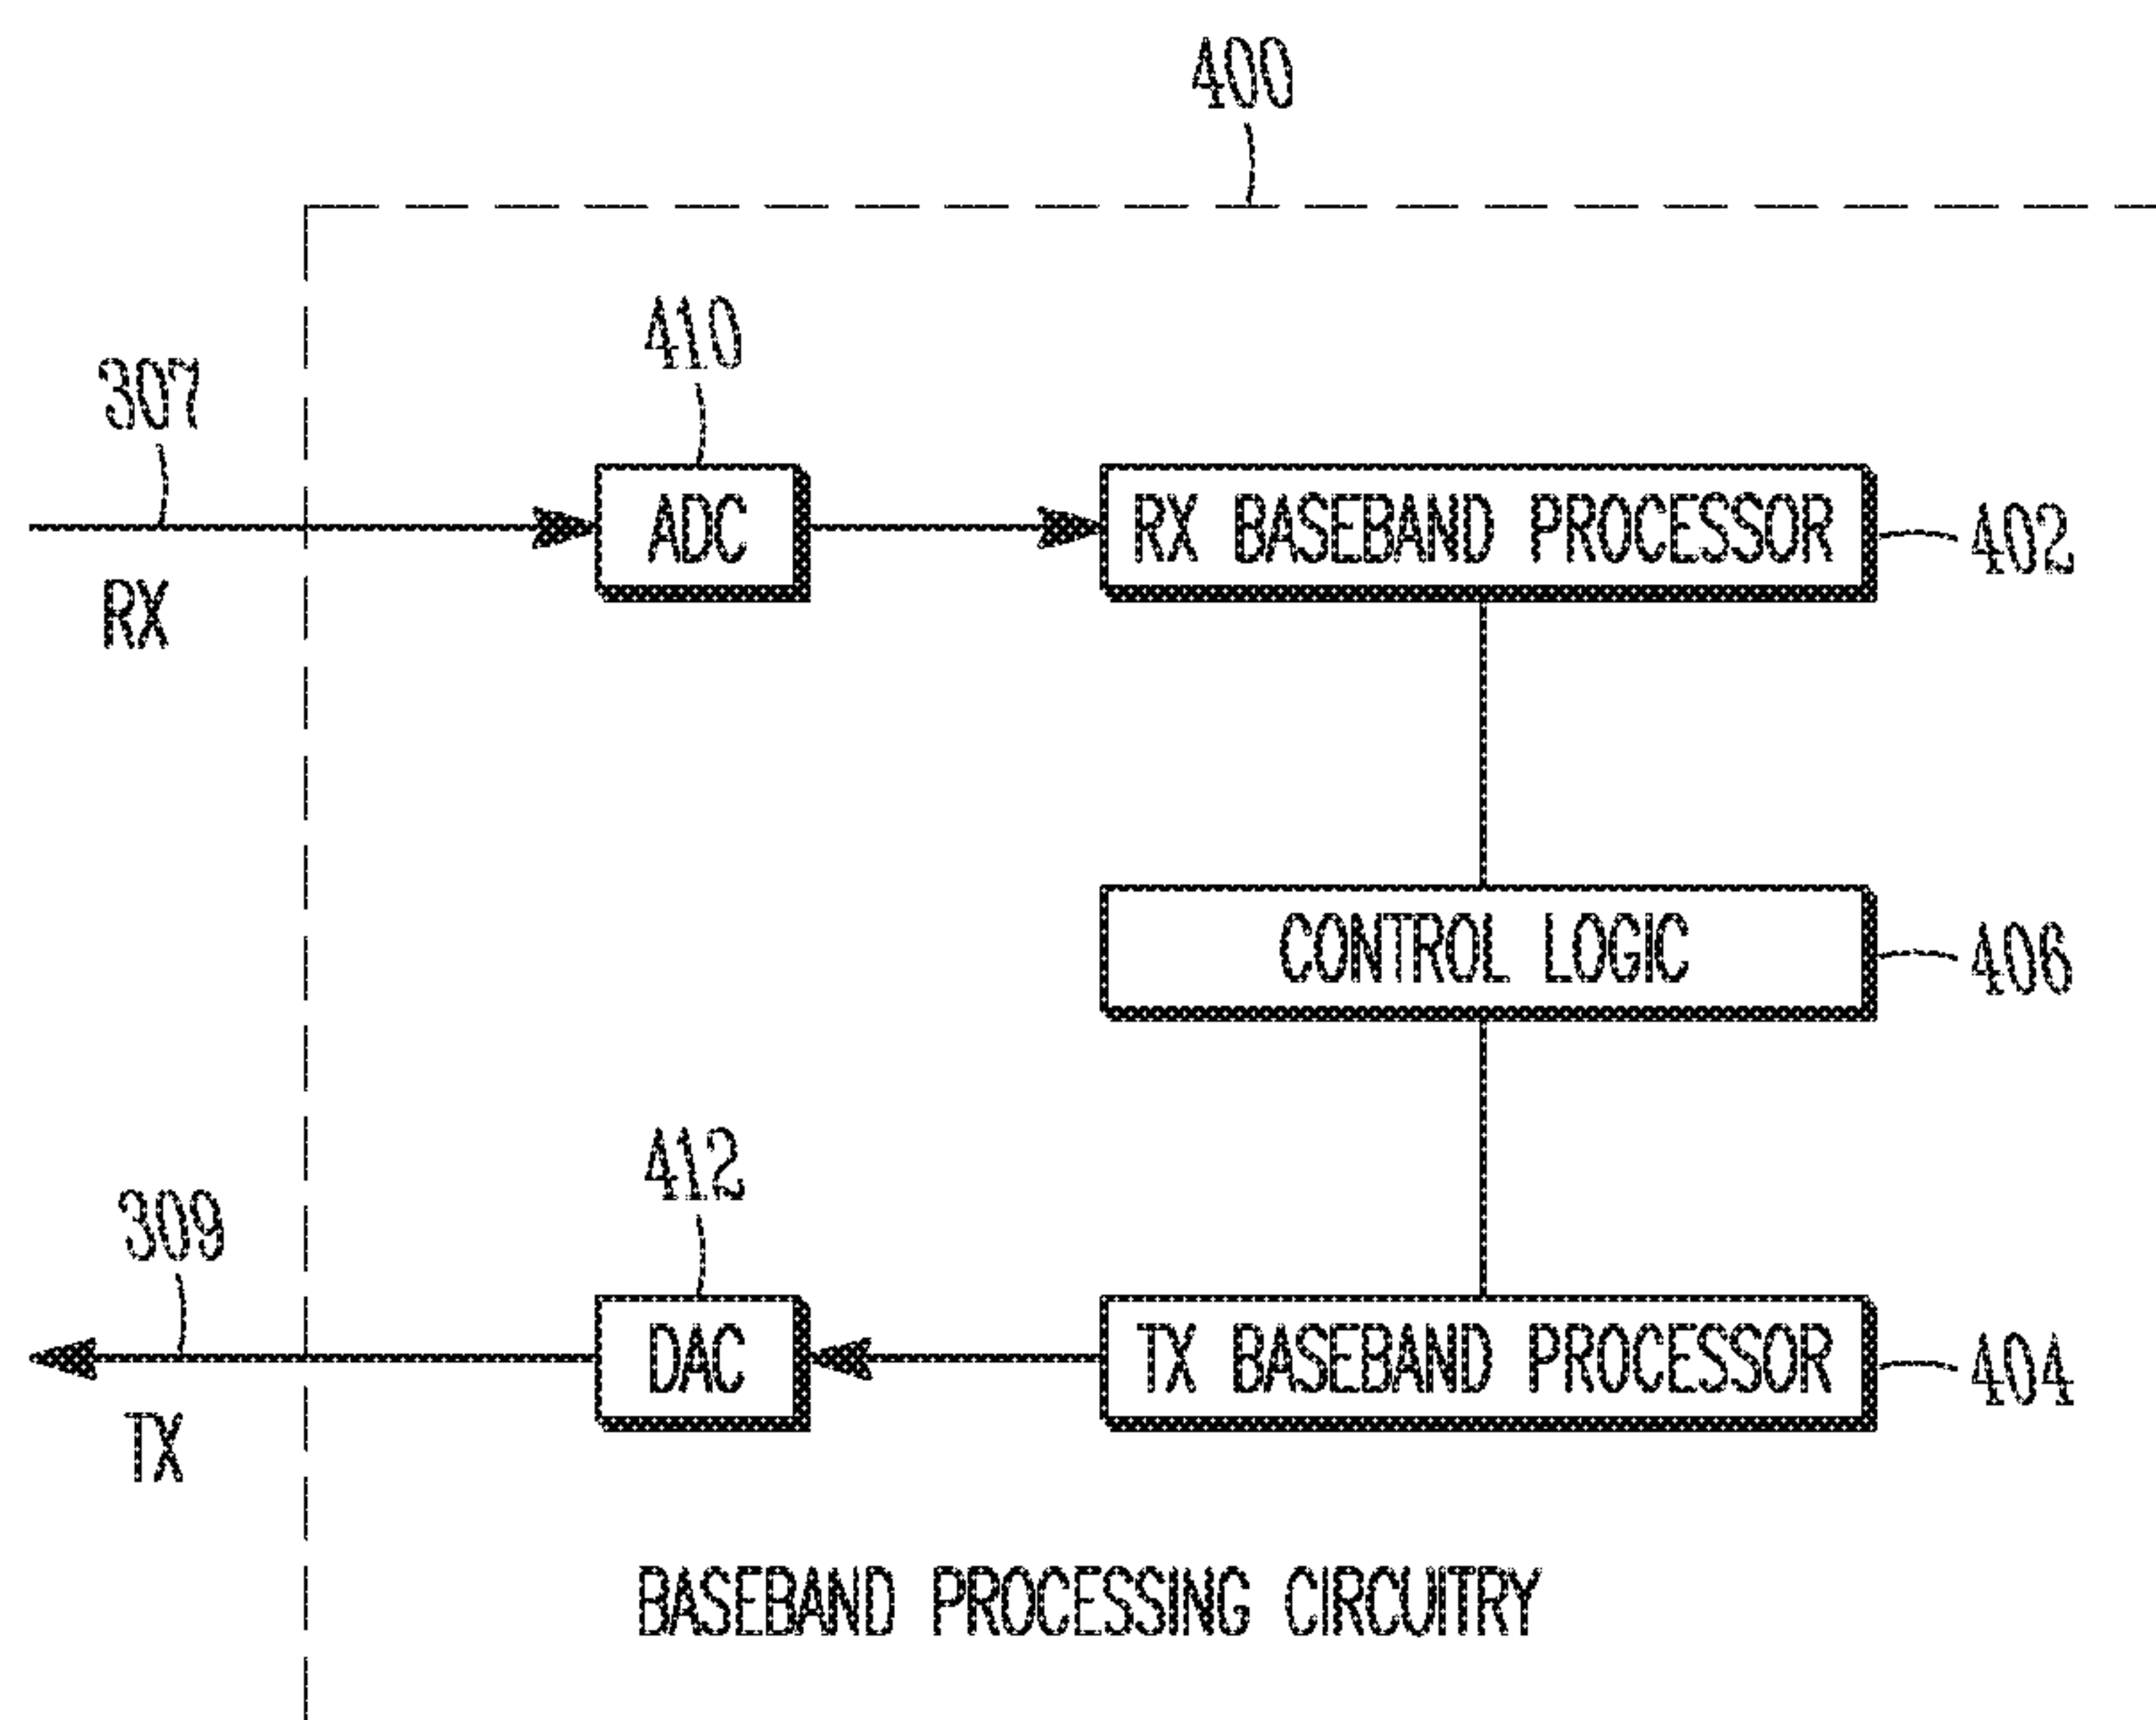 400
410
307
ADC
RX BASEBAND PROCESSOR
402
RX
CONTROL LOGIC
406
412
309
DAC
TX BASEBAND PROCESSOR
404
TX
BASEBAND PROCESSING CIRCUITRY